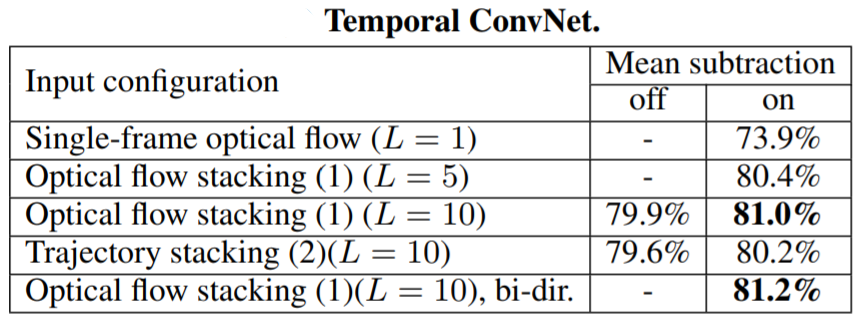 Temporal ConvNet.
Input configuration Mean subtraction
off on
Single-frame optical flow (L = 1) - 73.9%
Optical flow stacking (1) (L = 5) - 80.4%
Optical flow stacking (1) (L = 10) 79.9% 81.0%
Trajectory stacking (2)(L = 10) 79.6% 80.2%
Optical flow stacking (1)(L = 10), bi-dir. - 81.2%